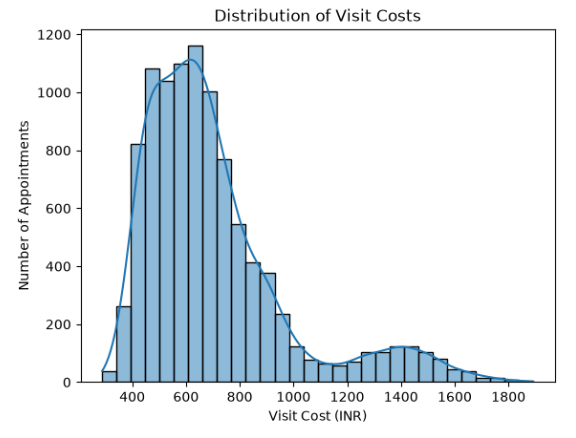 Distribution of Visit Costs
Number of Appointments
1200
1000
800
600
400
200
0
400 600 800 1000 1200 1400 1600 1800
Visit Cost (INR)